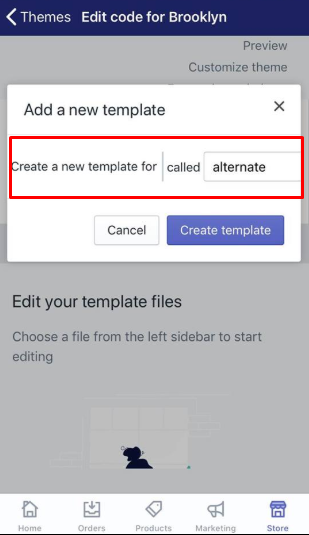 Themes Edit code for Brooklyn
Preview
Customize theme
Add a new template
Create a new template for called alternate
Cancel Create template
Edit your template files
Choose a file from the left sidebar to start
editing
Home Orders Products Marketing Store